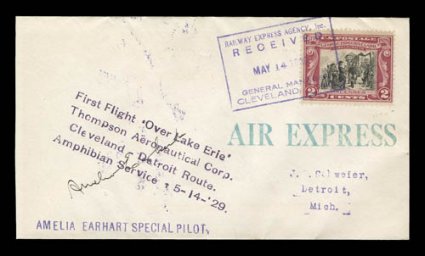 RAILWAY EXPRESS AGENCY, Inc.
RECEIVED
MAY 14
GENERAL
CLEVELAND,
U.S. POSTAGE
2 CENTS 2
First Flight "Over Lake Erie"
Thompson Aeronautical Corp.
Cleveland - Detroit Route.
Amphibian Service 5-14-'29.
Amelia
AIR EXPRESS
Detroit,
Mich.
AMELIA EARHART SPECIAL PILOT,